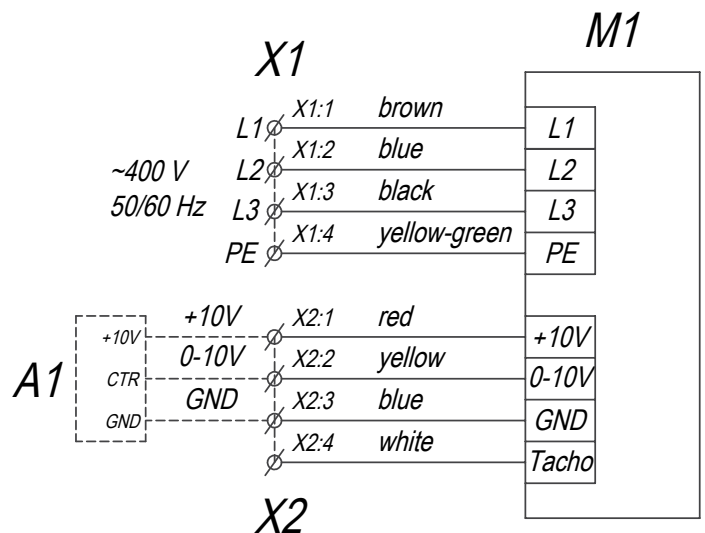 M1
X1
X1:1 brown
L1 L1
X1:2 blue
~400 V L2 L2
X1:3 black
50/60 Hz L3 L3
X1:4 yellow-green
PE PE
+10V X2:1 red
+10V +10V
0-10V X2:2 yellow
A1 CTR 0-10V
GND X2:3 blue
GND GND
X2:4 white
Tacho
X2